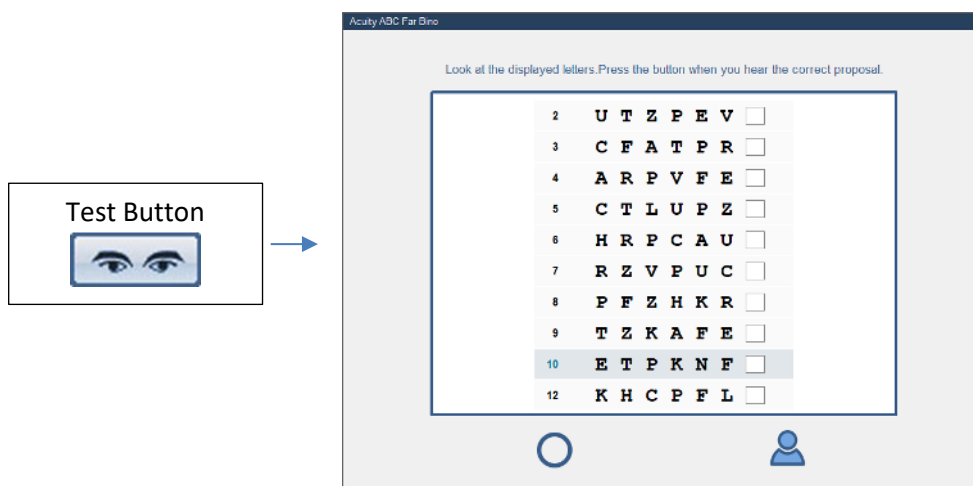 Acuity ABC Far Bino
Look at the displayed letters.Press the button when you hear the correct proposal.
2 U T Z P E V
3 C F A T P R
4 A R P V F E
5 C T L U P Z
6 H R P C A U
7 R Z V P U C
8 P F Z H K R
9 T Z K A F E
10 E T P K N F
12 K H C P F L
Test Button